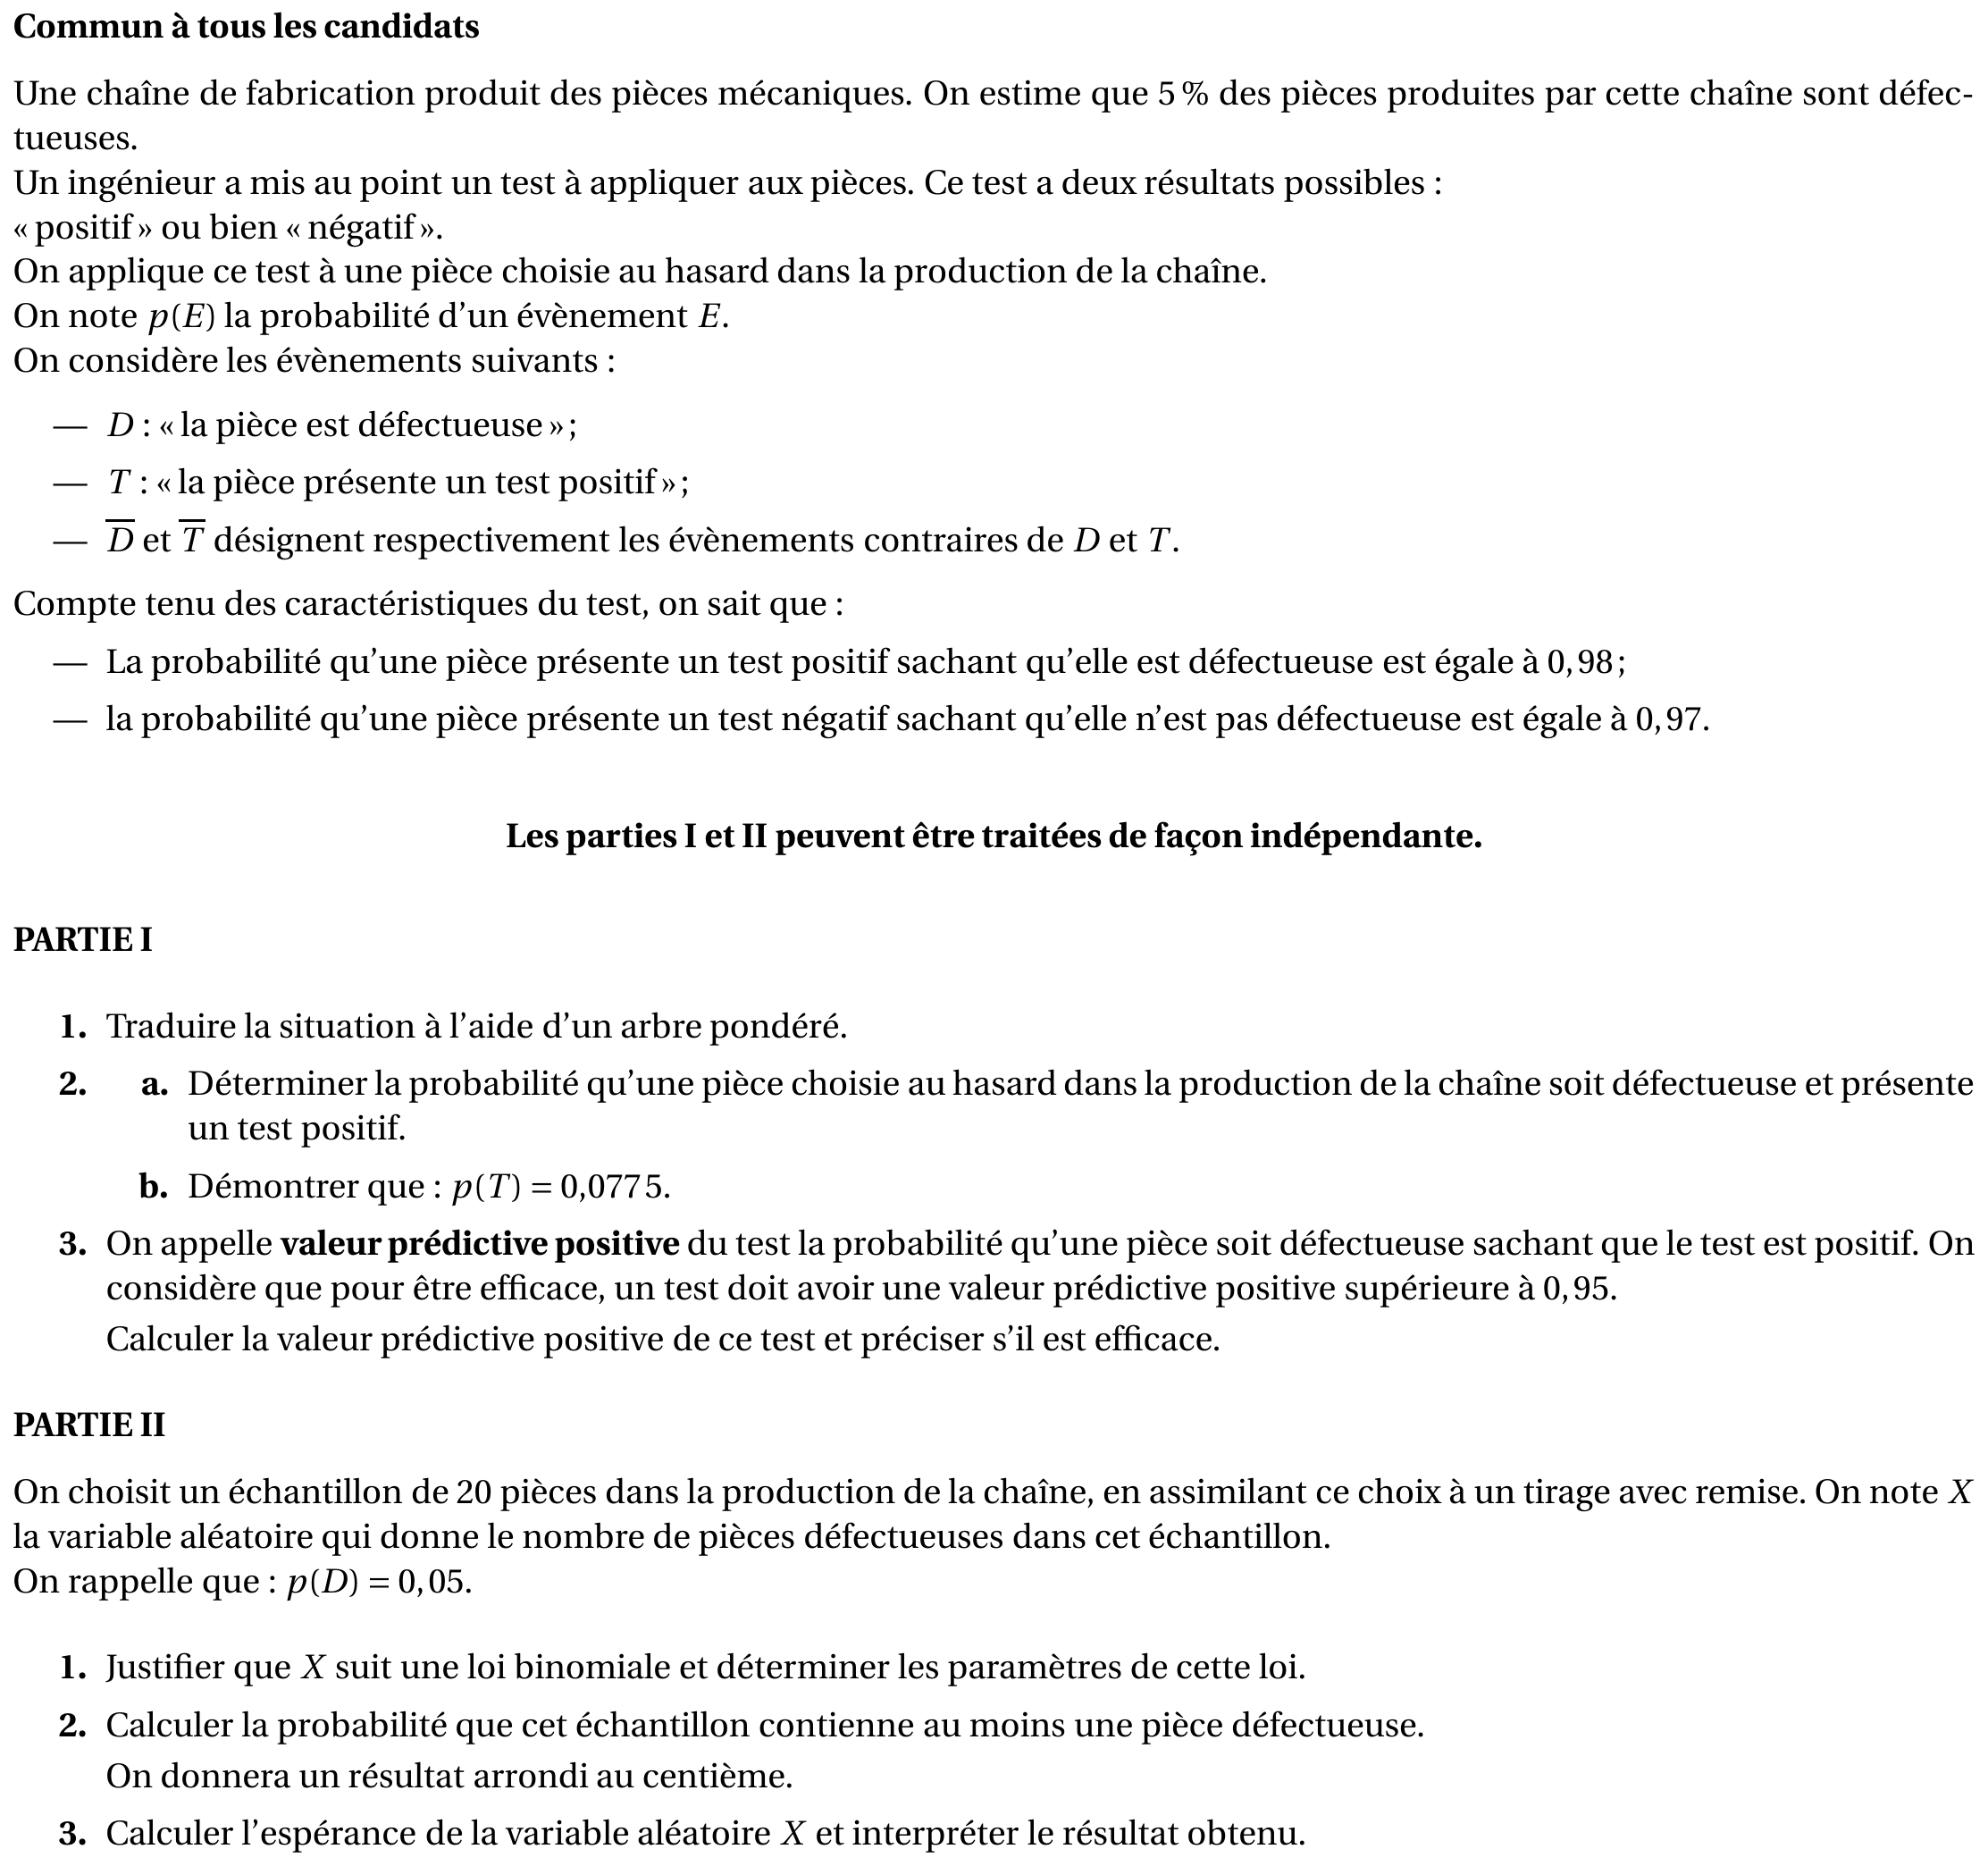 Commun à tous les candidats
Une chaîne de fabrication produit des pièces mécaniques. On estime que 5 % des pièces produites par cette chaîne sont défec-
tueuses.
Un ingénieur a mis au point un test à appliquer aux pièces. Ce test a deux résultats possibles :
« positif » ou bien « négatif ».
On applique ce test à une pièce choisie au hasard dans la production de la chaîne.
On note p(E) la probabilité d'un évènement E.
On considère les évènements suivants :
— D : « la pièce est défectueuse » ;
— T : « la pièce présente un test positif » ;
— D̅ et T̅ désignent respectivement les évènements contraires de D et T.
Compte tenu des caractéristiques du test, on sait que :
— La probabilité qu'une pièce présente un test positif sachant qu'elle est défectueuse est égale à 0,98 ;
— la probabilité qu'une pièce présente un test négatif sachant qu'elle n'est pas défectueuse est égale à 0,97.
Les parties I et II peuvent être traitées de façon indépendante.
PARTIE I
1. Traduire la situation à l'aide d'un arbre pondéré.
2. a. Déterminer la probabilité qu'une pièce choisie au hasard dans la production de la chaîne soit défectueuse et présente
un test positif.
b. Démontrer que : p(T) = 0,0775.
3. On appelle valeur prédictive positive du test la probabilité qu'une pièce soit défectueuse sachant que le test est positif. On
considère que pour être efficace, un test doit avoir une valeur prédictive positive supérieure à 0,95.
Calculer la valeur prédictive positive de ce test et préciser s'il est efficace.
PARTIE II
On choisit un échantillon de 20 pièces dans la production de la chaîne, en assimilant ce choix à un tirage avec remise. On note X
la variable aléatoire qui donne le nombre de pièces défectueuses dans cet échantillon.
On rappelle que : p(D) = 0,05.
1. Justifier que X suit une loi binomiale et déterminer les paramètres de cette loi.
2. Calculer la probabilité que cet échantillon contienne au moins une pièce défectueuse.
On donnera un résultat arrondi au centième.
3. Calculer l'espérance de la variable aléatoire X et interpréter le résultat obtenu.